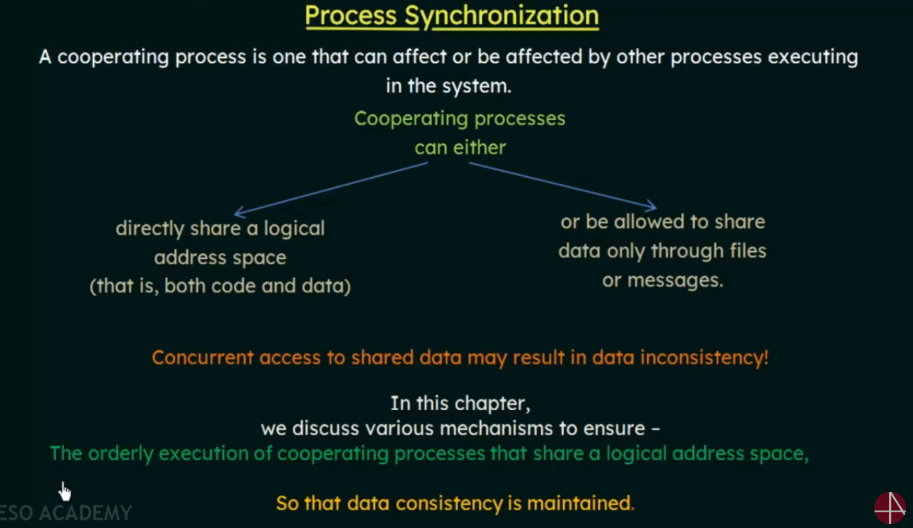 Process Synchronization
A cooperating process is one that can affect or be affected by other processes executing
in the system.
Cooperating processes
can either
directly share a logical
address space
(that is, both code and data)
or be allowed to share
data only through files
or messages.
Concurrent access to shared data may result in data inconsistency!
In this chapter,
we discuss various mechanisms to ensure –
The orderly execution of cooperating processes that share a logical address space,
So that data consistency is maintained.
ESO ACADEMY